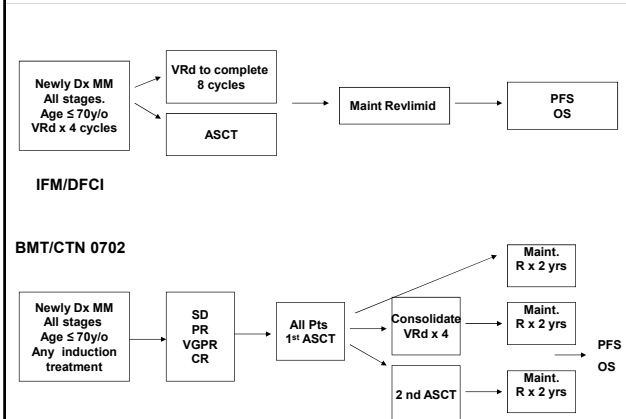 Newly Dx MM
All stages.
Age ≤ 70y/o
VRd x 4 cycles
VRd to complete
8 cycles
ASCT
Maint Revlimid
PFS
OS
IFM/DFCI
BMT/CTN 0702
Newly Dx MM
All stages
Age ≤ 70y/o
Any induction
treatment
SD
PR
VGPR
CR
All Pts
1st ASCT
Maint.
R x 2 yrs
Consolidate
VRd x 4
Maint.
R x 2 yrs
2 nd ASCT
Maint.
R x 2 yrs
PFS
OS